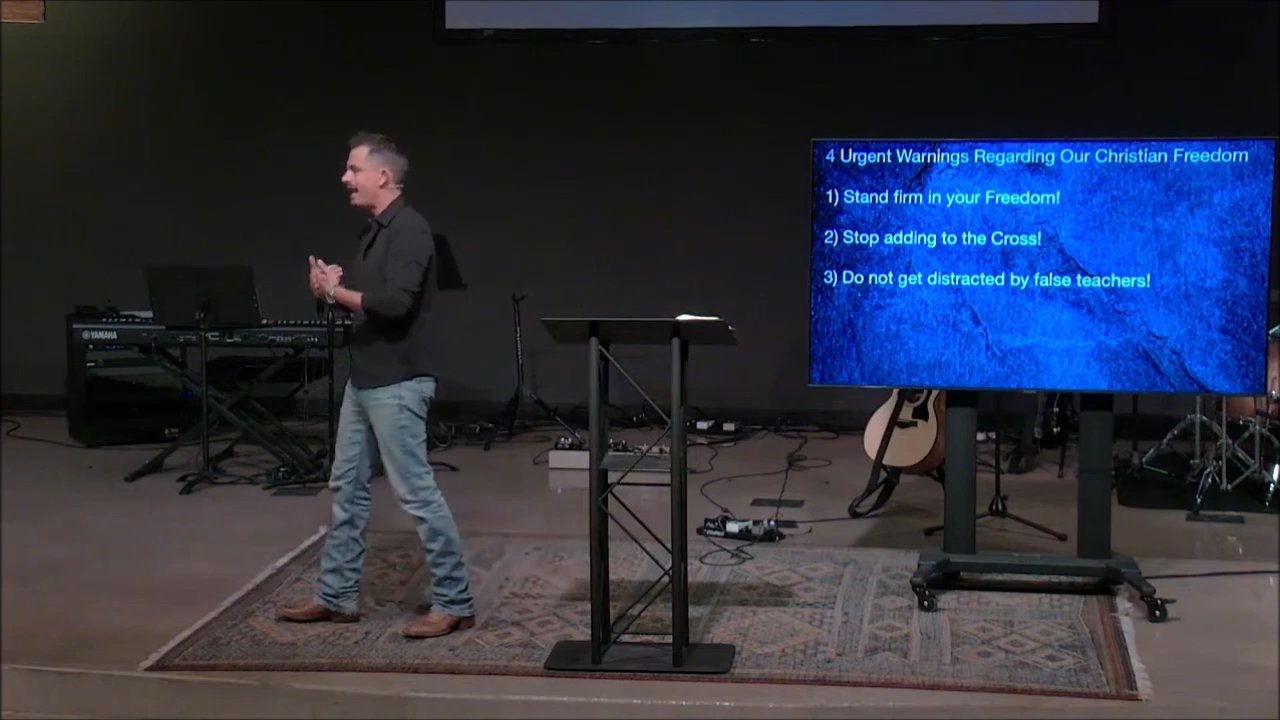 4 Urgent Warnings Regarding Our Christian Freedom
1) Stand firm in your Freedom!
2) Stop adding to the Cross!
3) Do not get distracted by false teachers!
YAMAHA